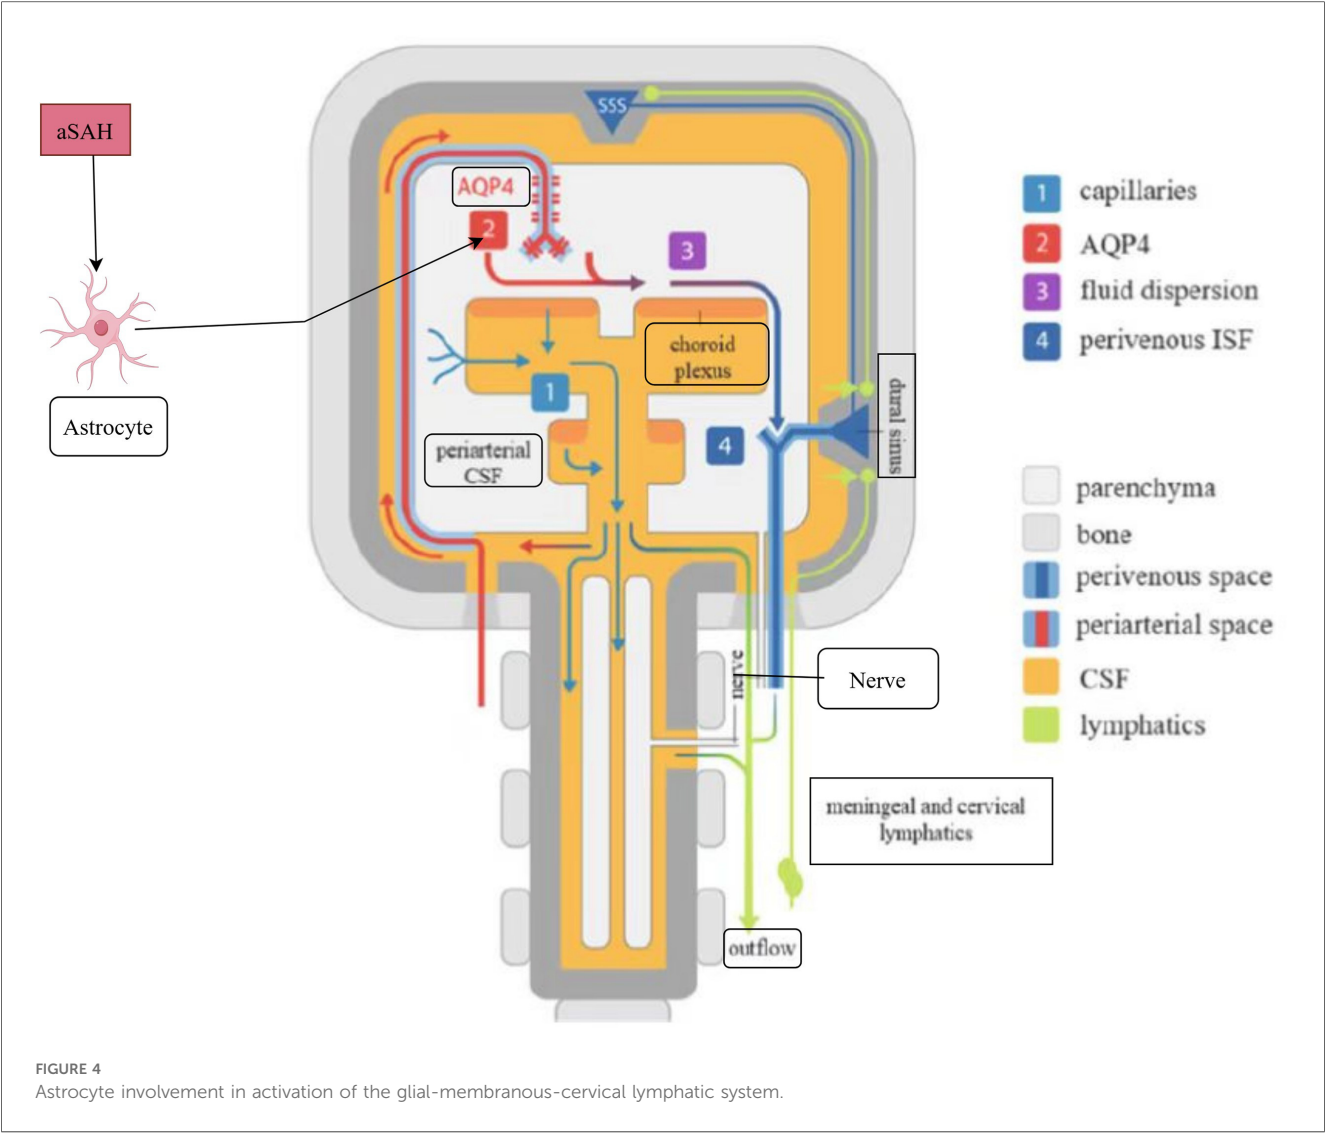 aSAH
Astrocyte
SSS
AQP4
2
3
choroid
plexus
1
periarterial
CSF
4
dural sinus
nerve
Nerve
meningeal and cervical
lymphatics
outflow
1 capillaries
2 AQP4
3 fluid dispersion
4 perivenous ISF
parenchyma
bone
perivenous space
periarterial space
CSF
lymphatics
FIGURE 4
Astrocyte involvement in activation of the glial-membranous-cervical lymphatic system.